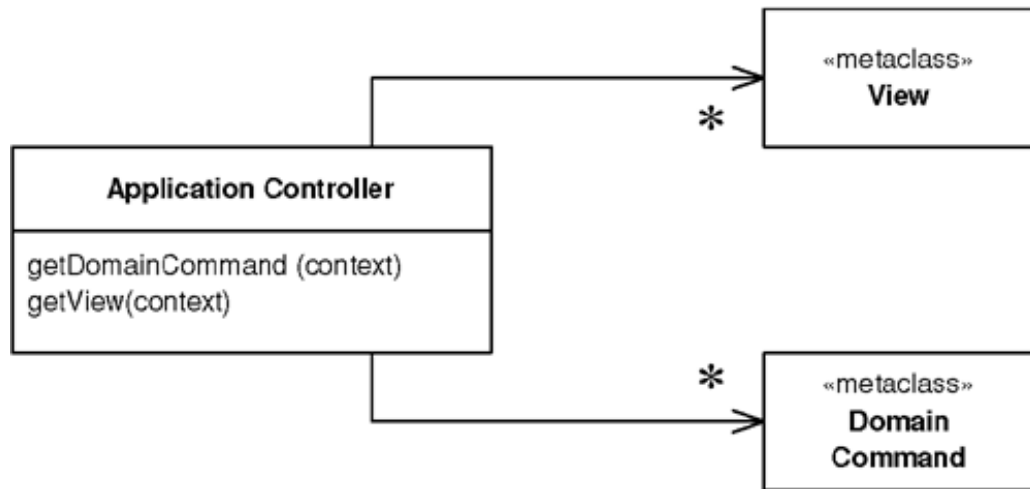 «metaclass»
View
*
Application Controller
getDomainCommand (context)
getView(context)
*
«metaclass»
Domain
Command